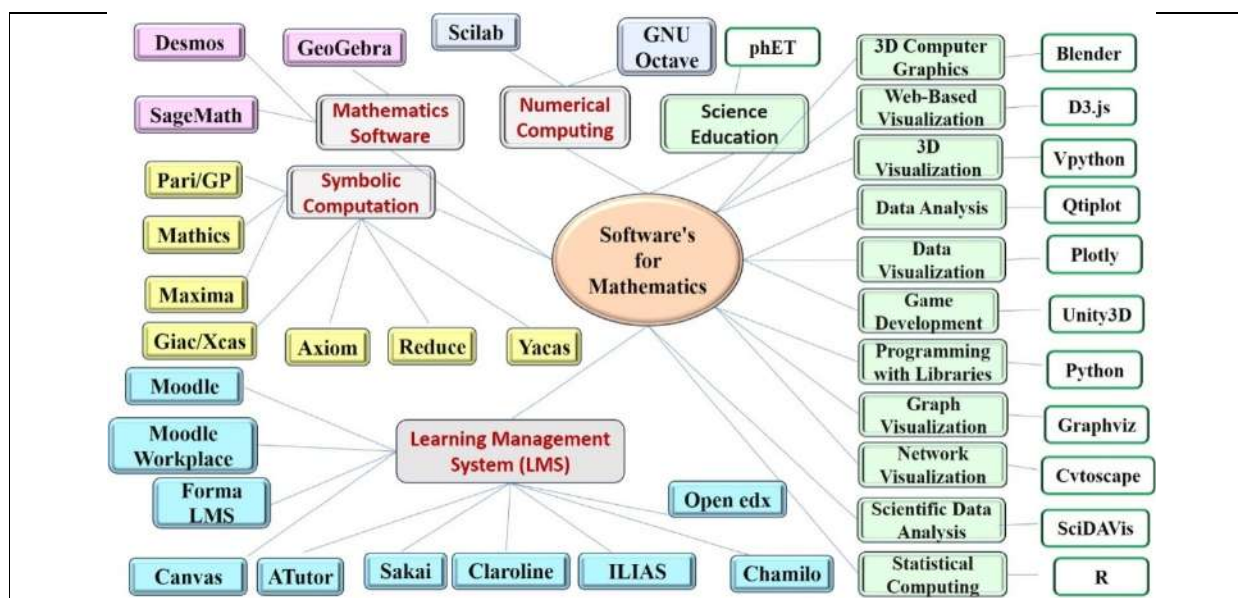 Desmos
GeoGebra
Scilab
GNU
Octave
phET
3D Computer
Graphics
Blender
SageMath
Mathematics
Software
Numerical
Computing
Science
Education
Web-Based
Visualization
D3.js
3D
Visualization
Vpython
Pari/GP
Symbolic
Computation
Data Analysis
Qtiplot
Mathics
Software's
for
Mathematics
Data
Visualization
Plotly
Maxima
Game
Development
Unity3D
Giac/Xcas
Axiom
Reduce
Yacas
Programming
with Libraries
Python
Moodle
Graph
Visualization
Graphviz
Moodle
Workplace
Learning Management
System (LMS)
Network
Visualization
Cvtoscape
Forma
LMS
Open edx
Scientific Data
Analysis
SciDAVis
Canvas
ATutor
Sakai
Claroline
ILIAS
Chamilo
Statistical
Computing
R